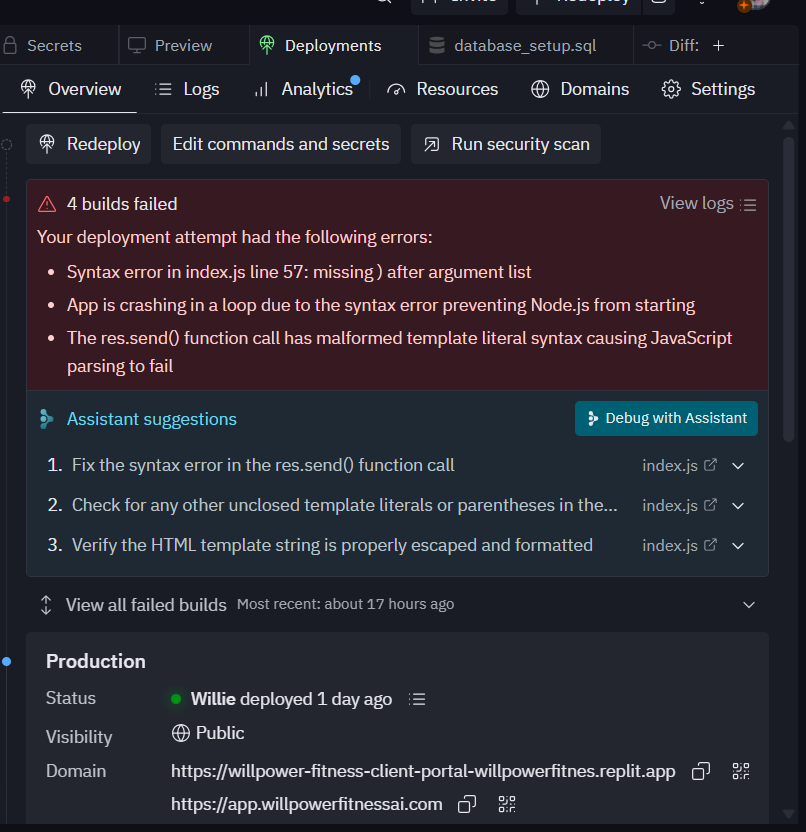 Secrets
Preview
Deployments
database_setup.sql
Diff:
Overview
Logs
Analytics
Resources
Domains
Settings
Redeploy
Edit commands and secrets
Run security scan
4 builds failed
View logs
Your deployment attempt had the following errors:
• Syntax error in index.js line 57: missing ) after argument list
• App is crashing in a loop due to the syntax error preventing Node.js from starting
• The res.send() function call has malformed template literal syntax causing JavaScript
parsing to fail
Assistant suggestions
Debug with Assistant
1. Fix the syntax error in the res.send() function call index.js
2. Check for any other unclosed template literals or parentheses in the... index.js
3. Verify the HTML template string is properly escaped and formatted index.js
View all failed builds Most recent: about 17 hours ago
Production
Status Willie deployed 1 day ago
Visibility Public
Domain https://willpower-fitness-client-portal-willpowerfitnes.replit.app
https://app.willpowerfitnessai.com